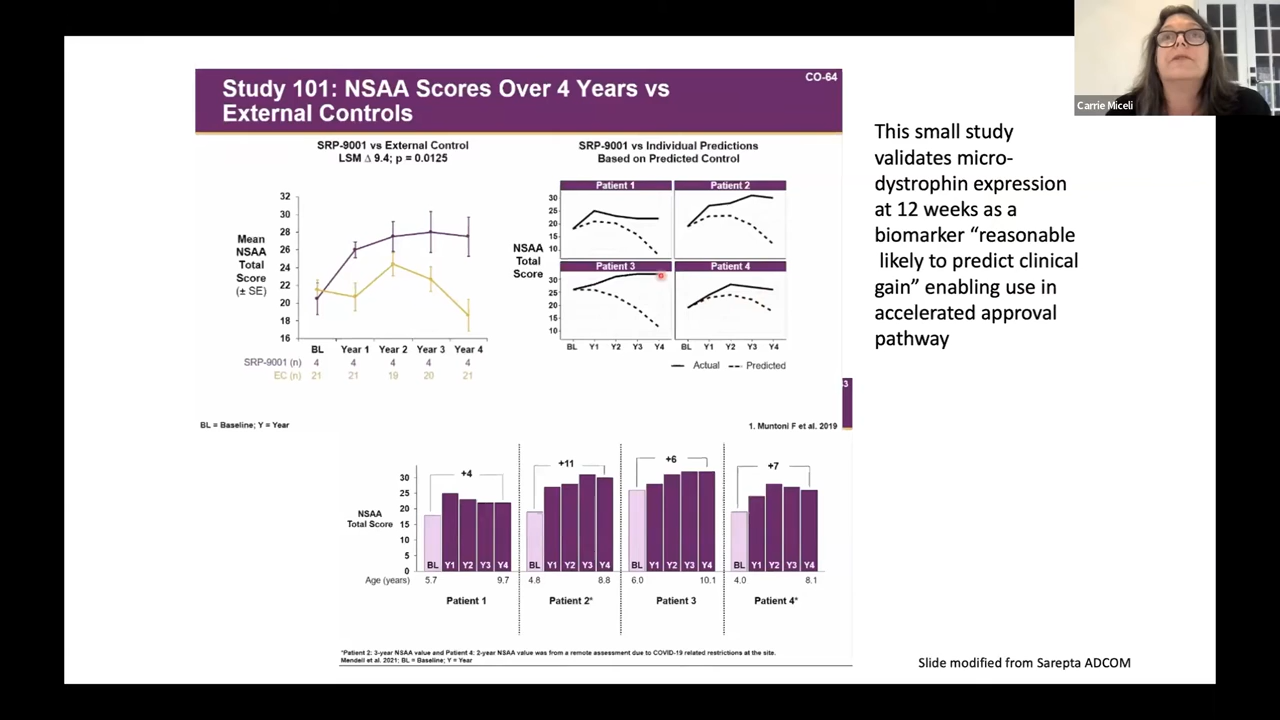 Carrie Miceli
CO-64
Study 101: NSAA Scores Over 4 Years vs
External Controls
SRP-9001 vs External Control
LSM Δ 9.4; p = 0.0125
Mean
NSAA
Total
Score
(± SE)
32
30
28
26
24
22
20
18
16
BL Year 1 Year 2 Year 3 Year 4
SRP-9001 (n) 4 4 4 4 4
EC (n) 21 21 19 20 21
SRP-9001 vs Individual Predictions
Based on Predicted Control
NSAA
Total
Score
Patient 1 Patient 2
30
25
20
15
10
Patient 3 Patient 4
30
25
20
15
10
BL Y1 Y2 Y3 Y4 BL Y1 Y2 Y3 Y4
Actual Predicted
BL = Baseline; Y = Year
1. Muntoni F et al. 2019
This small study
validates micro-
dystrophin expression
at 12 weeks as a
biomarker “reasonable
likely to predict clinical
gain” enabling use in
accelerated approval
pathway
NSAA
Total Score
30
25
20
15
10
5
0
+4 +11 +6 +7
BL Y1 Y2 Y3 Y4 BL Y1 Y2 Y3 Y4 BL Y1 Y2 Y3 Y4 BL Y1 Y2 Y3 Y4
Age (years) 5.7 9.7 4.8 8.8 6.0 10.1 4.0 8.1
Patient 1 Patient 2* Patient 3 Patient 4*
*Patient 2: 3-year NSAA value and Patient 4: 2-year NSAA value was from a remote assessment due to COVID-19 related restrictions at the site.
Mendell et al. 2021; BL = Baseline; Y = Year
Slide modified from Sarepta ADCOM